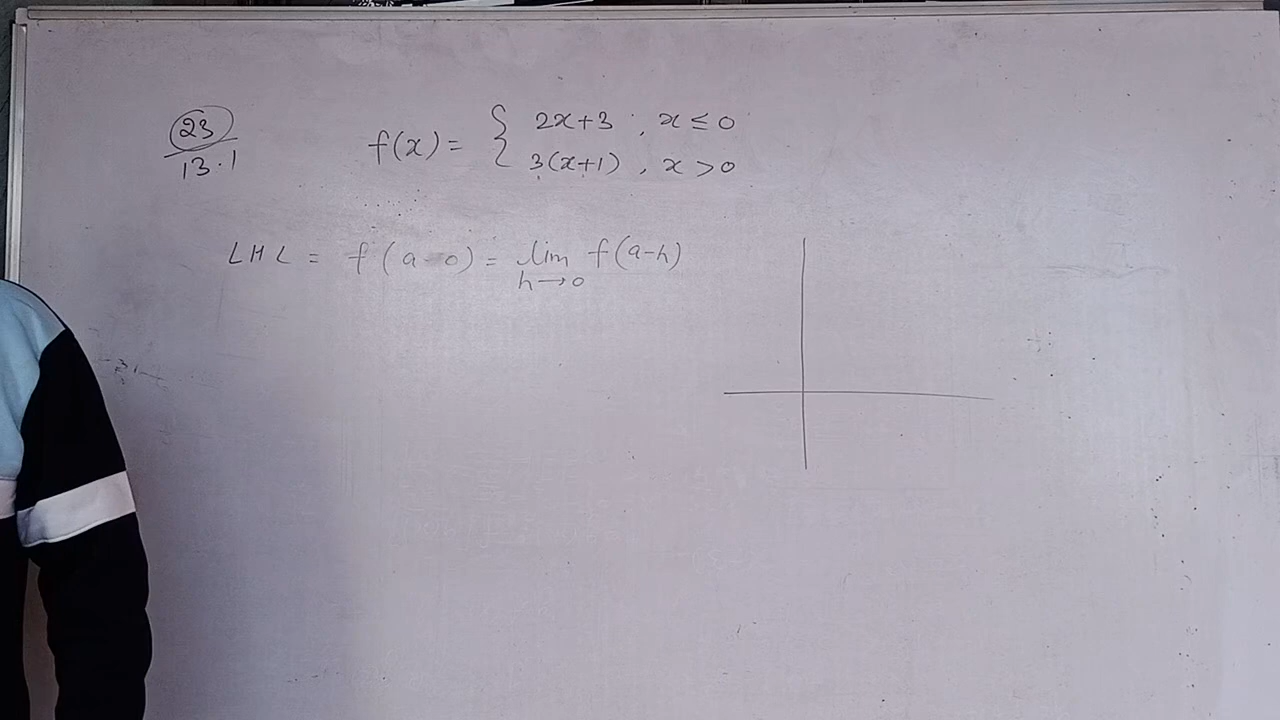 23
13.1
f(x) = { 2x+3 , x ≤ 0
3(x+1) , x > 0
LHL = f(a-0) = lim f(a-h)
h→0